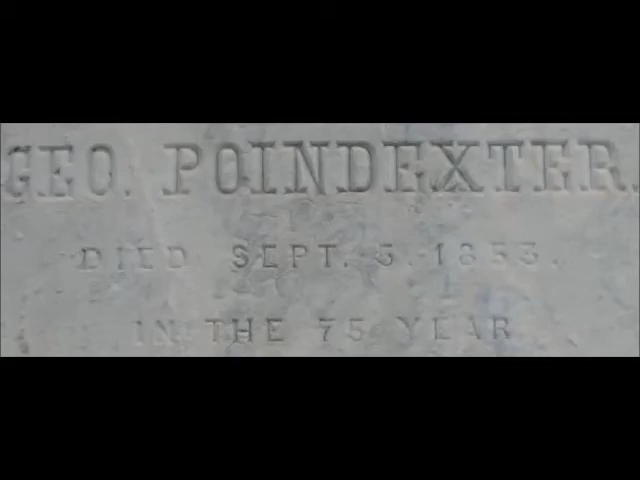 GEO. POINDEXTER.
DIED SEPT. 5. 1853.
IN THE 75 YEAR